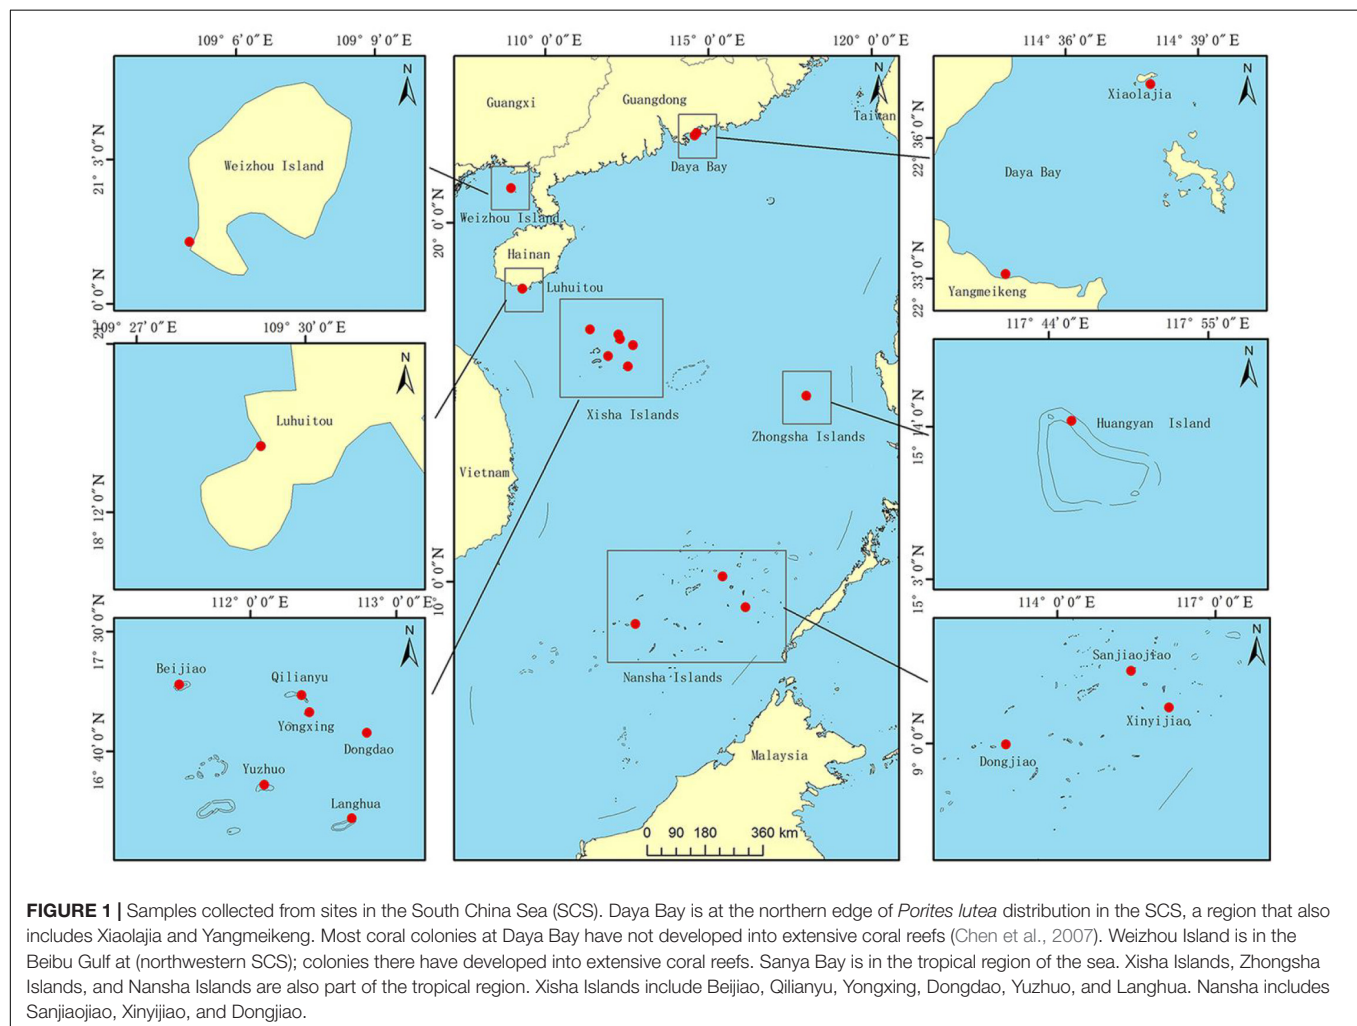 109° 6′0″E
109° 9′0″E
110° 0′0″E
115° 0′0″E
120° 0′0″E
114° 36′0″E
114° 39′0″E
N
21° 3′0″N
Weizhou Island
21° 0′0″N
N
Guangxi
Guangdong
Taiwan
Daya Bay
Weizhou Island
20° 0′0″N
Hainan
Luhuitou
Xisha Islands
Zhongsha Islands
Vietnam
10° 0′0″N
Nansha Islands
Malaysia
0 90 180 360 km
N
Xiaolajia
22° 36′0″N
Daya Bay
22° 33′0″N
Yangmeikeng
109° 27′0″E
109° 30′0″E
N
Luhuitou
18° 12′0″N
117° 44′0″E
117° 55′0″E
N
15° 14′0″N
Huangyan Island
15° 3′0″N
112° 0′0″E
113° 0′0″E
N
17° 30′0″N
Beijiao
Qilianyu
Yongxing
Dongdao
16° 40′0″N
Yuzhuo
Langhua
114° 0′0″E
117° 0′0″E
N
Sanjiaojiao
Xinyijiao
9° 0′0″N
Dongjiao
FIGURE 1 | Samples collected from sites in the South China Sea (SCS). Daya Bay is at the northern edge of Porites lutea distribution in the SCS, a region that also
includes Xiaolajia and Yangmeikeng. Most coral colonies at Daya Bay have not developed into extensive coral reefs (Chen et al., 2007). Weizhou Island is in the
Beibu Gulf at (northwestern SCS); colonies there have developed into extensive coral reefs. Sanya Bay is in the tropical region of the sea. Xisha Islands, Zhongsha
Islands, and Nansha Islands are also part of the tropical region. Xisha Islands include Beijiao, Qilianyu, Yongxing, Dongdao, Yuzhuo, and Langhua. Nansha includes
Sanjiaojiao, Xinyijiao, and Dongjiao.